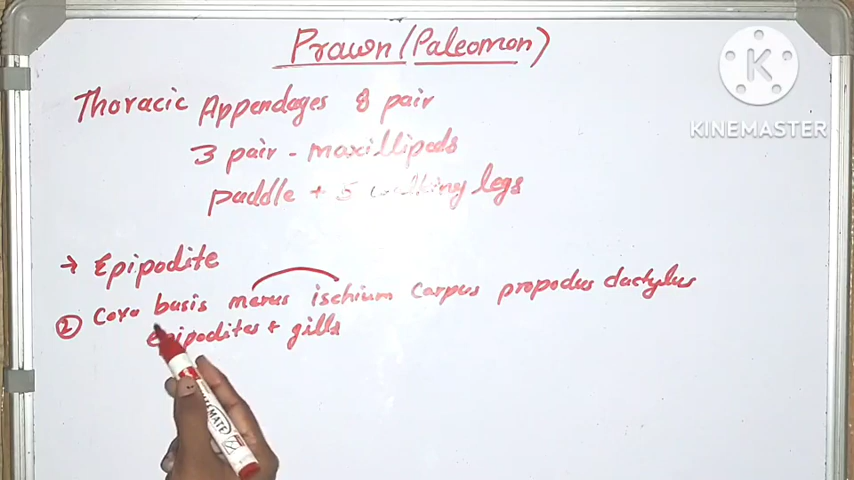 Prawn (Paleomon)
KINEMASTER
Thoracic Appendages 8 pair
3 pair - maxillipeds
paddle + 5 walking legs
→ Epipodite
② Coxa basis merus ischium Carpus propodus dactylus
epipodites + gills